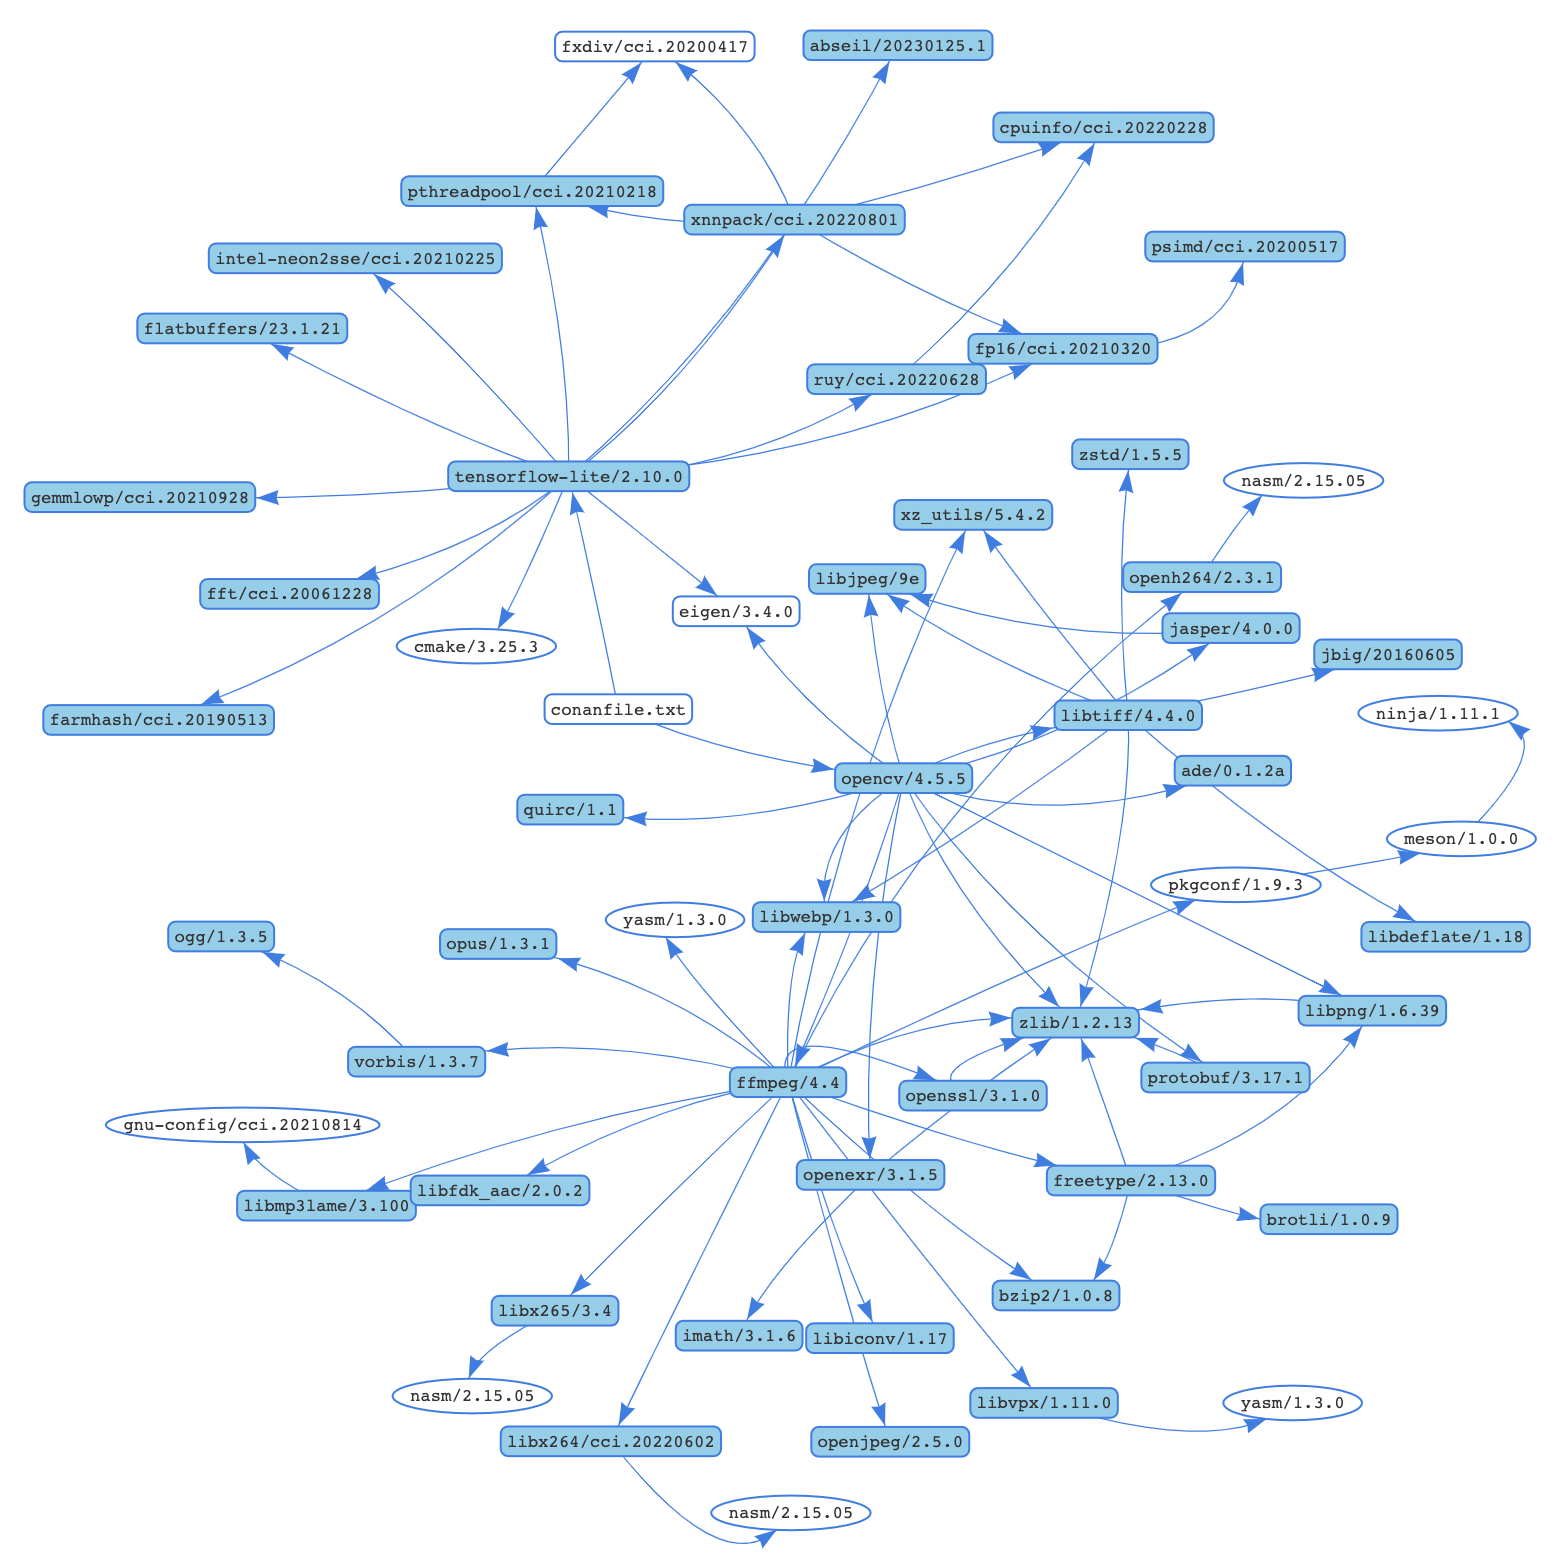 fxdiv/cci.20200417
abseil/20230125.1
cpuinfo/cci.20220228
pthreadpool/cci.20210218
xnnpack/cci.20220801
psimd/cci.20200517
intel-neon2sse/cci.20210225
flatbuffers/23.1.21
fp16/cci.20210320
ruy/cci.20220628
zstd/1.5.5
tensorflow-lite/2.10.0
nasm/2.15.05
gemmlowp/cci.20210928
xz_utils/5.4.2
libjpeg/9e
openh264/2.3.1
fft/cci.20061228
eigen/3.4.0
jasper/4.0.0
cmake/3.25.3
jbig/20160605
conanfile.txt
libtiff/4.4.0
ninja/1.11.1
farmhash/cci.20190513
ade/0.1.2a
opencv/4.5.5
quirc/1.1
meson/1.0.0
pkgconf/1.9.3
yasm/1.3.0
libwebp/1.3.0
ogg/1.3.5
opus/1.3.1
libdeflate/1.18
libpng/1.6.39
zlib/1.2.13
vorbis/1.3.7
protobuf/3.17.1
ffmpeg/4.4
openssl/3.1.0
gnu-config/cci.20210814
openexr/3.1.5
freetype/2.13.0
libfdk_aac/2.0.2
libmp3lame/3.100
brotli/1.0.9
bzip2/1.0.8
libx265/3.4
imath/3.1.6
libiconv/1.17
nasm/2.15.05
libvpx/1.11.0
yasm/1.3.0
libx264/cci.20220602
openjpeg/2.5.0
nasm/2.15.05